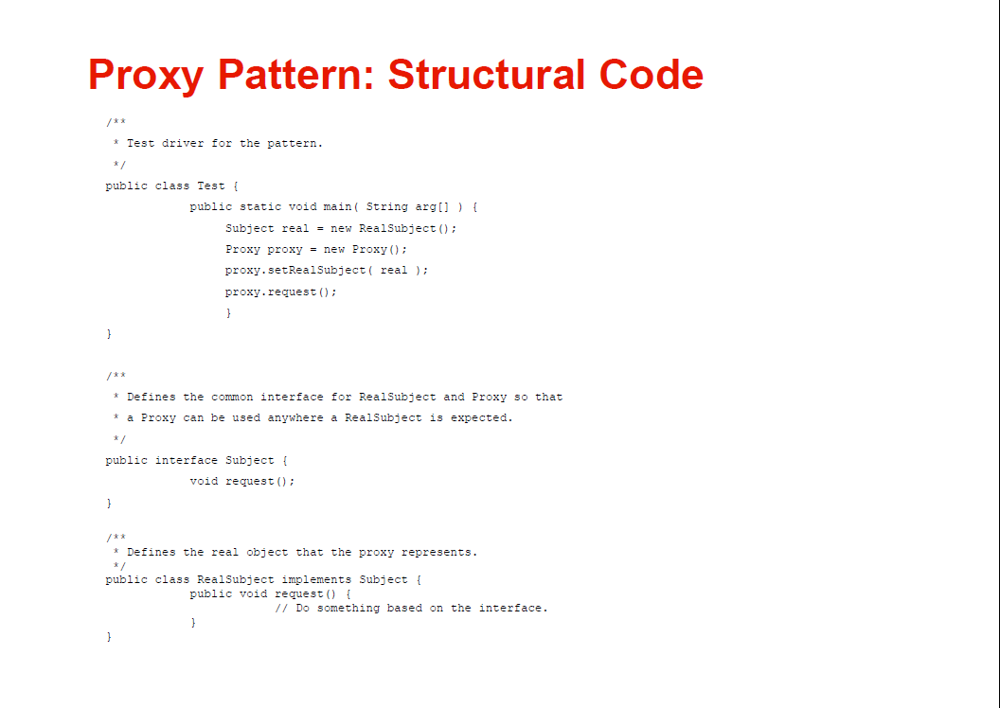 Proxy Pattern: Structural Code
/**
 * Test driver for the pattern.
 */
public class Test {
            public static void main( String arg[] ) {
                 Subject real = new RealSubject();
                 Proxy proxy = new Proxy();
                 proxy.setRealSubject( real );
                 proxy.request();
                 }
}
/**
 * Defines the common interface for RealSubject and Proxy so that
 * a Proxy can be used anywhere a RealSubject is expected.
 */
public interface Subject {
            void request();
}
/**
 * Defines the real object that the proxy represents.
 */
public class RealSubject implements Subject {
            public void request() {
                        // Do something based on the interface.
            }
}